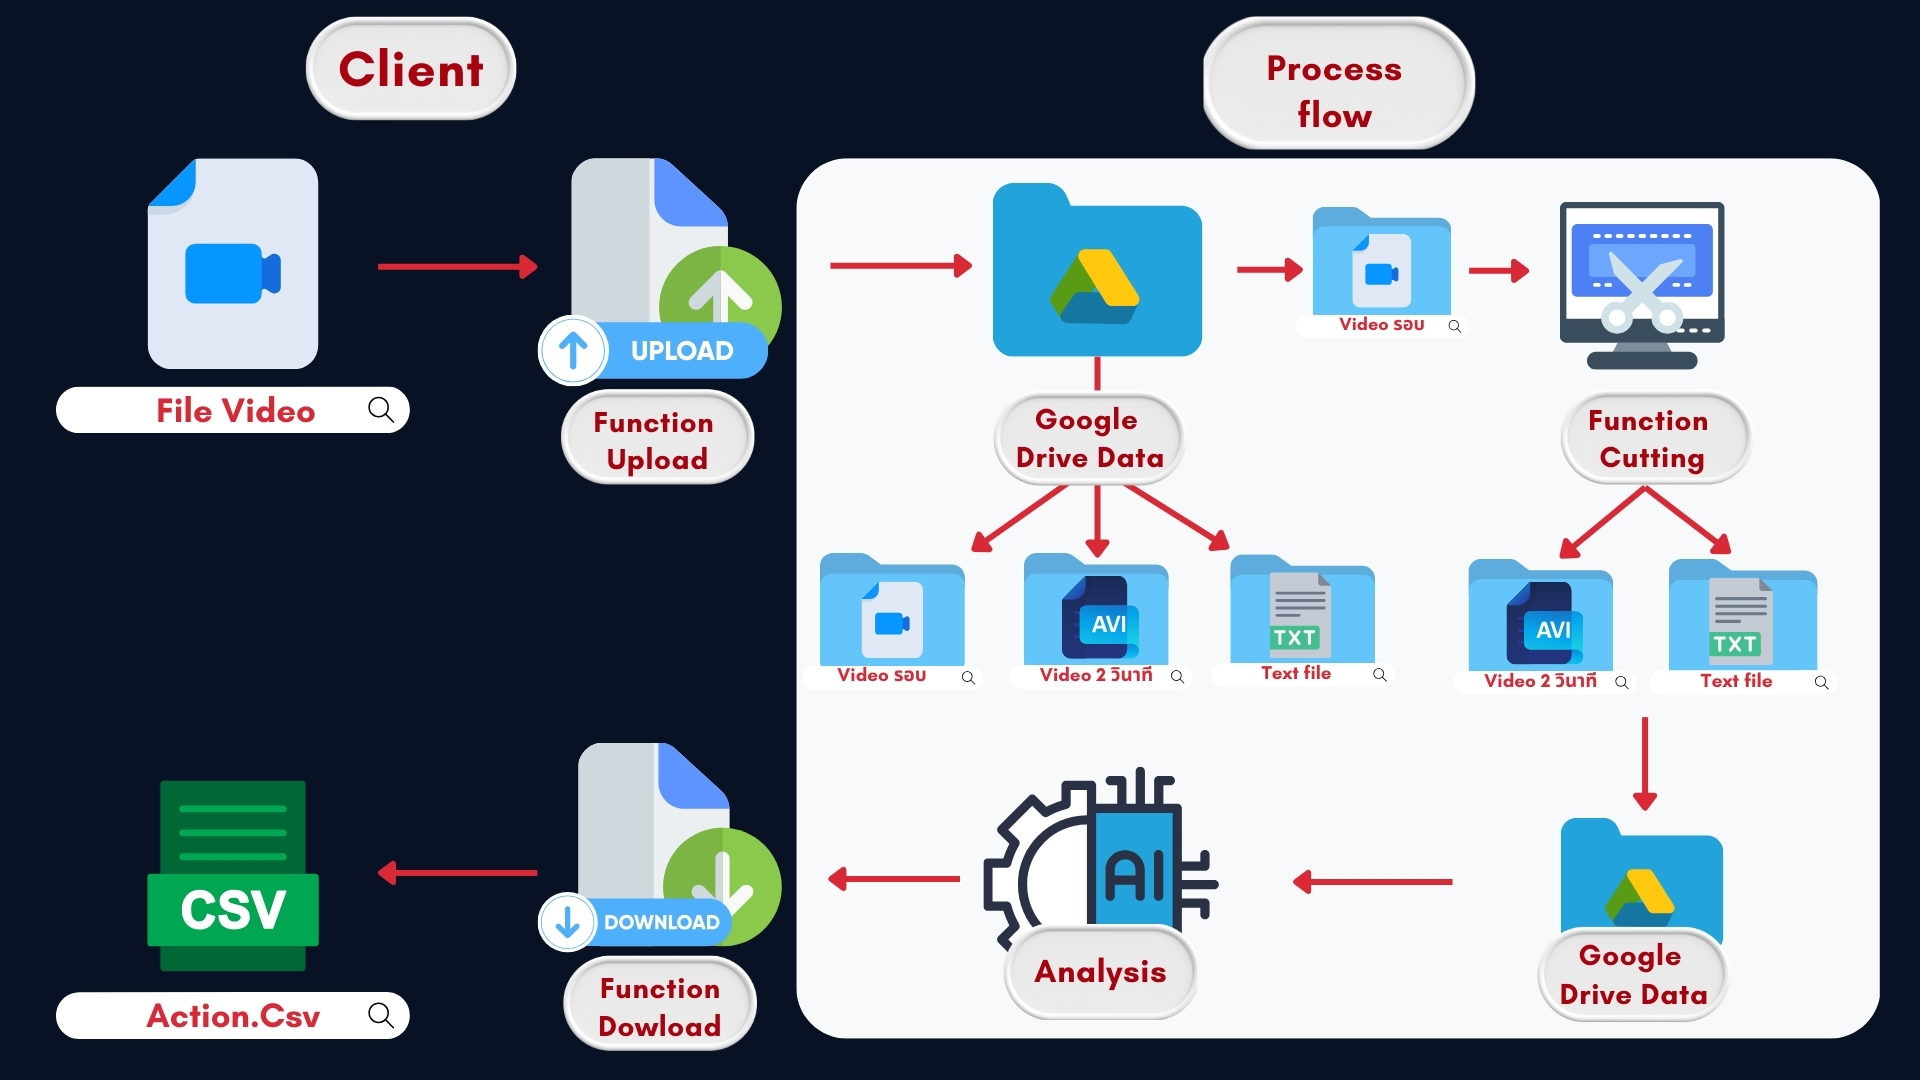 Client
Process
flow
File Video
UPLOAD
Function
Upload
Google
Drive Data
Video รอบ
Function
Cutting
Video รอบ
AVI
Video 2 วินาที
TXT
Text file
AVI
Video 2 วินาที
TXT
Text file
CSV
Action.Csv
DOWNLOAD
Function
Dowload
AI
Analysis
Google
Drive Data